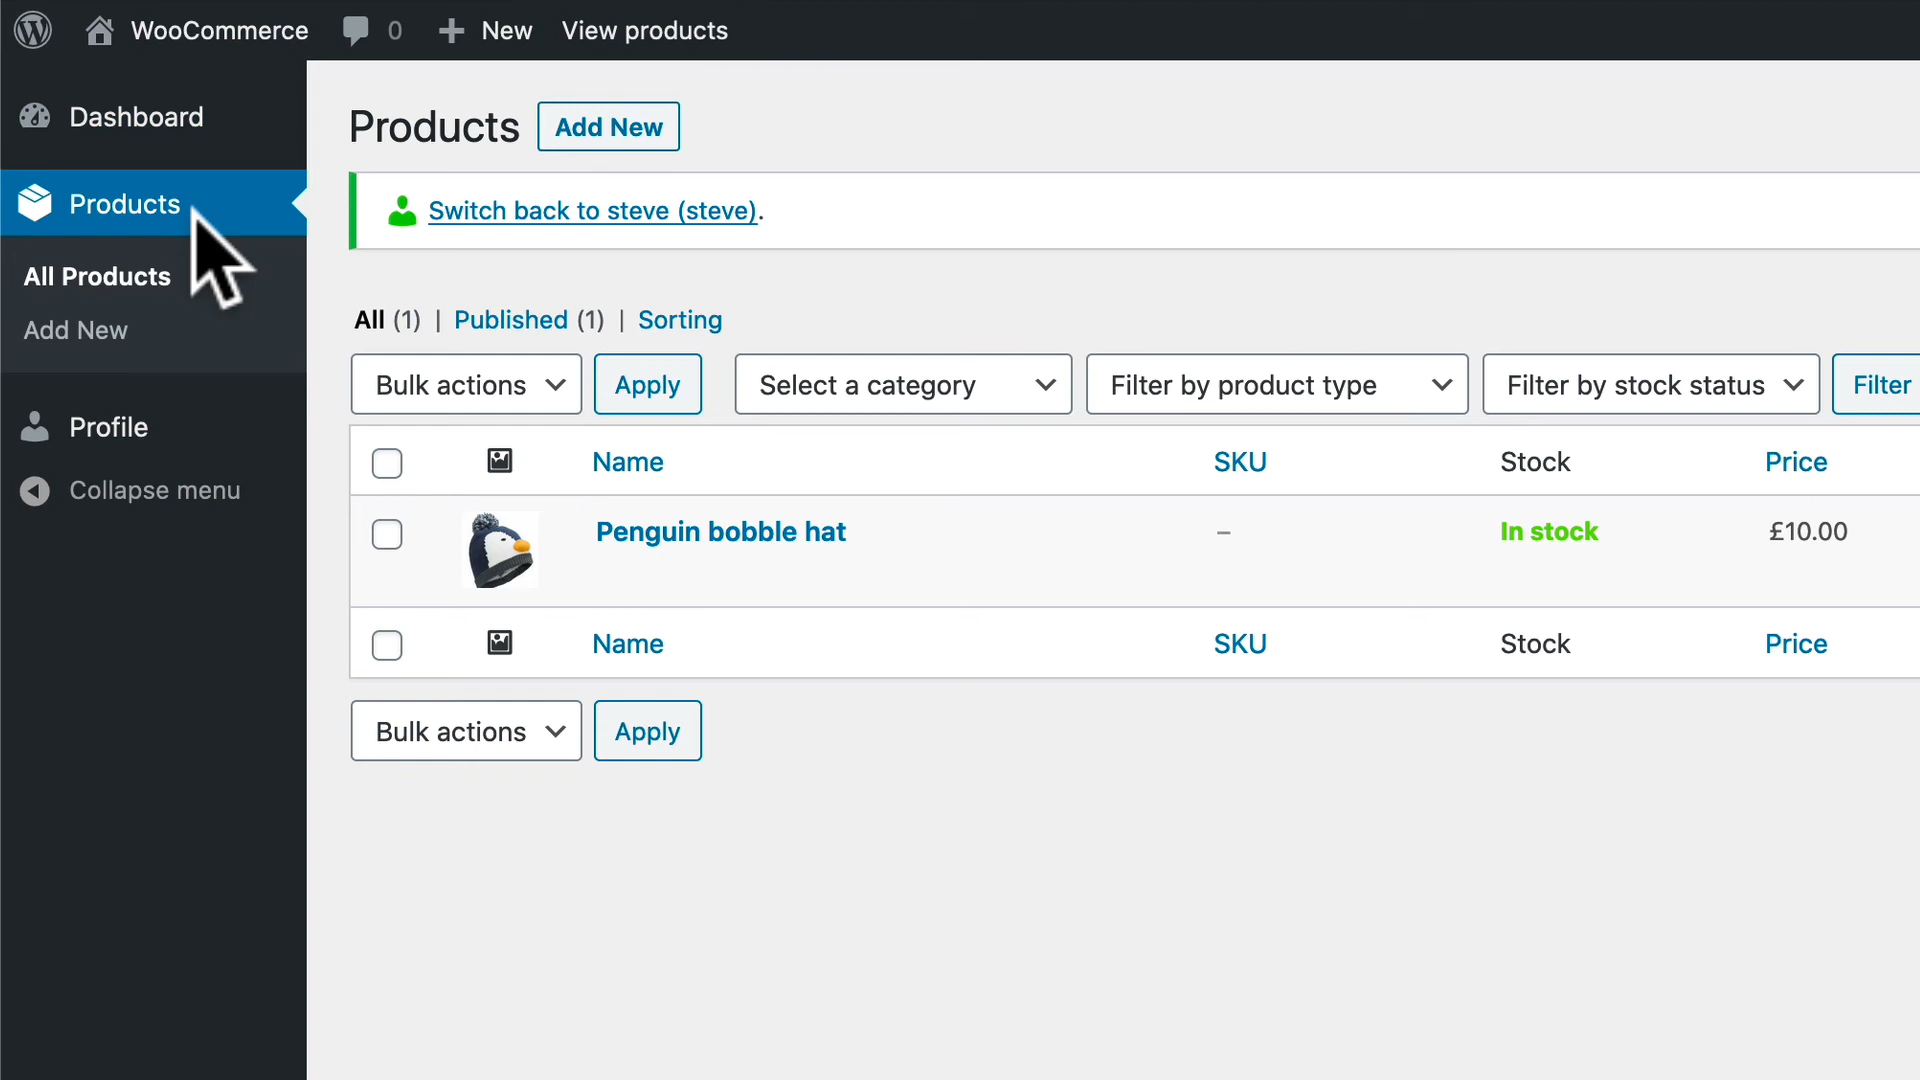 WooCommerce 0 New View products
Dashboard
Products
All Products
Add New
Profile
Collapse menu
Products Add New
Switch back to steve (steve).
All (1) | Published (1) | Sorting
Bulk actions Apply Select a category Filter by product type Filter by stock status Filter
Name SKU Stock Price
Penguin bobble hat – In stock £10.00
Name SKU Stock Price
Bulk actions Apply